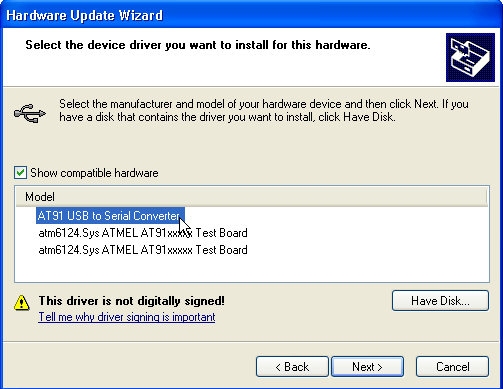 Hardware Update Wizard
Select the device driver you want to install for this hardware.
Select the manufacturer and model of your hardware device and then click Next. If you
have a disk that contains the driver you want to install, click Have Disk.
Show compatible hardware
Model
AT91 USB to Serial Converter
atm6124.Sys ATMEL AT91xxxxx Test Board
atm6124.Sys ATMEL AT91xxxxx Test Board
This driver is not digitally signed!
Tell me why driver signing is important
Have Disk...
< Back
Next >
Cancel